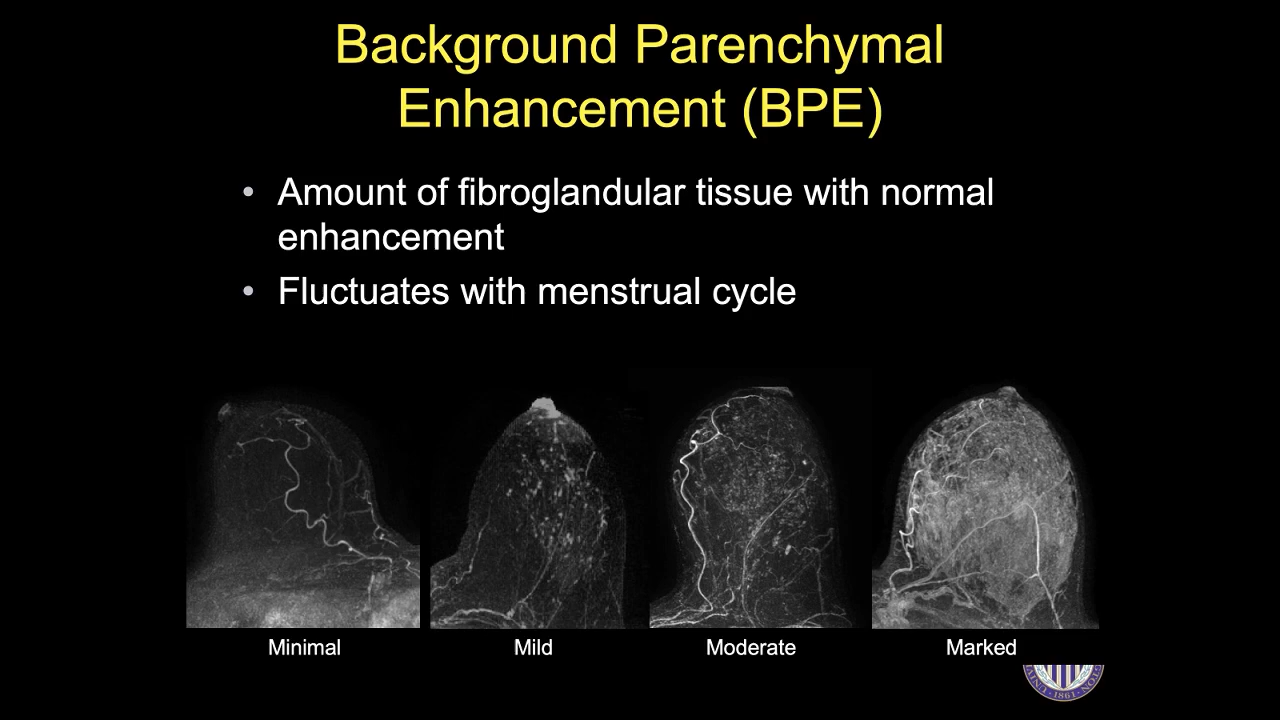 Background Parenchymal
Enhancement (BPE)
• Amount of fibroglandular tissue with normal
enhancement
• Fluctuates with menstrual cycle
Minimal
Mild
Moderate
Marked
1861